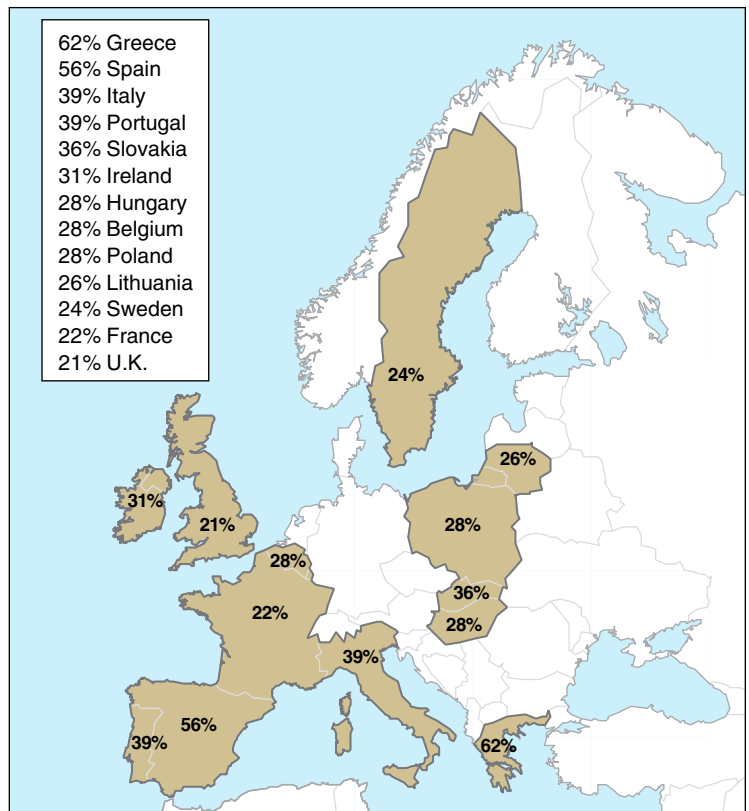 62% Greece
56% Spain
39% Italy
39% Portugal
36% Slovakia
31% Ireland
28% Hungary
28% Belgium
28% Poland
26% Lithuania
24% Sweden
22% France
21% U.K.
24%
26%
31%
21%
28%
28%
36%
22%
28%
39%
56%
39%
62%